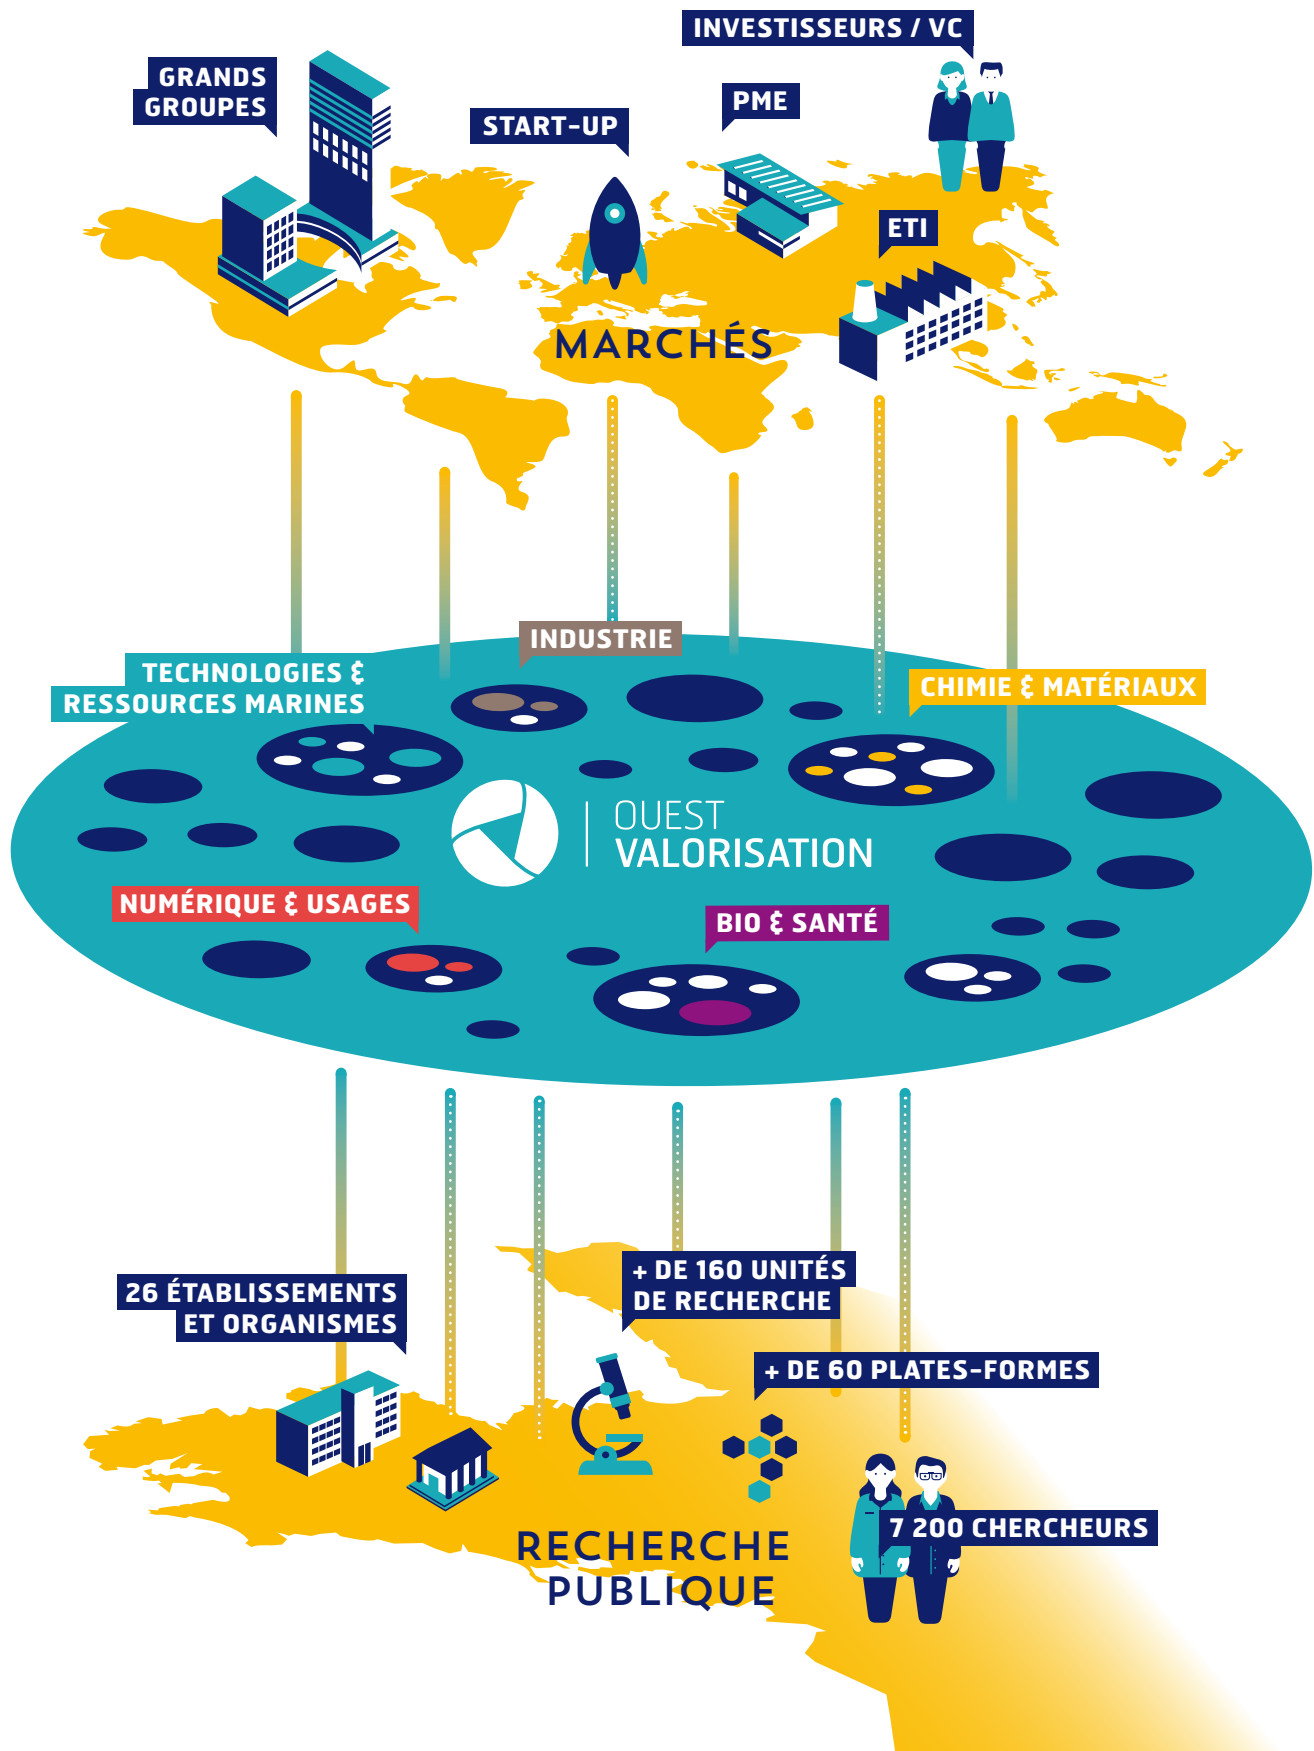 INVESTISSEURS / VC
GRANDS
GROUPES
PME
START-UP
ETI
MARCHÉS
INDUSTRIE
TECHNOLOGIES &
RESSOURCES MARINES
CHIMIE & MATÉRIAUX
OUEST
VALORISATION
NUMÉRIQUE & USAGES
BIO & SANTÉ
+ DE 160 UNITÉS
DE RECHERCHE
26 ÉTABLISSEMENTS
ET ORGANISMES
+ DE 60 PLATES-FORMES
7 200 CHERCHEURS
RECHERCHE
PUBLIQUE